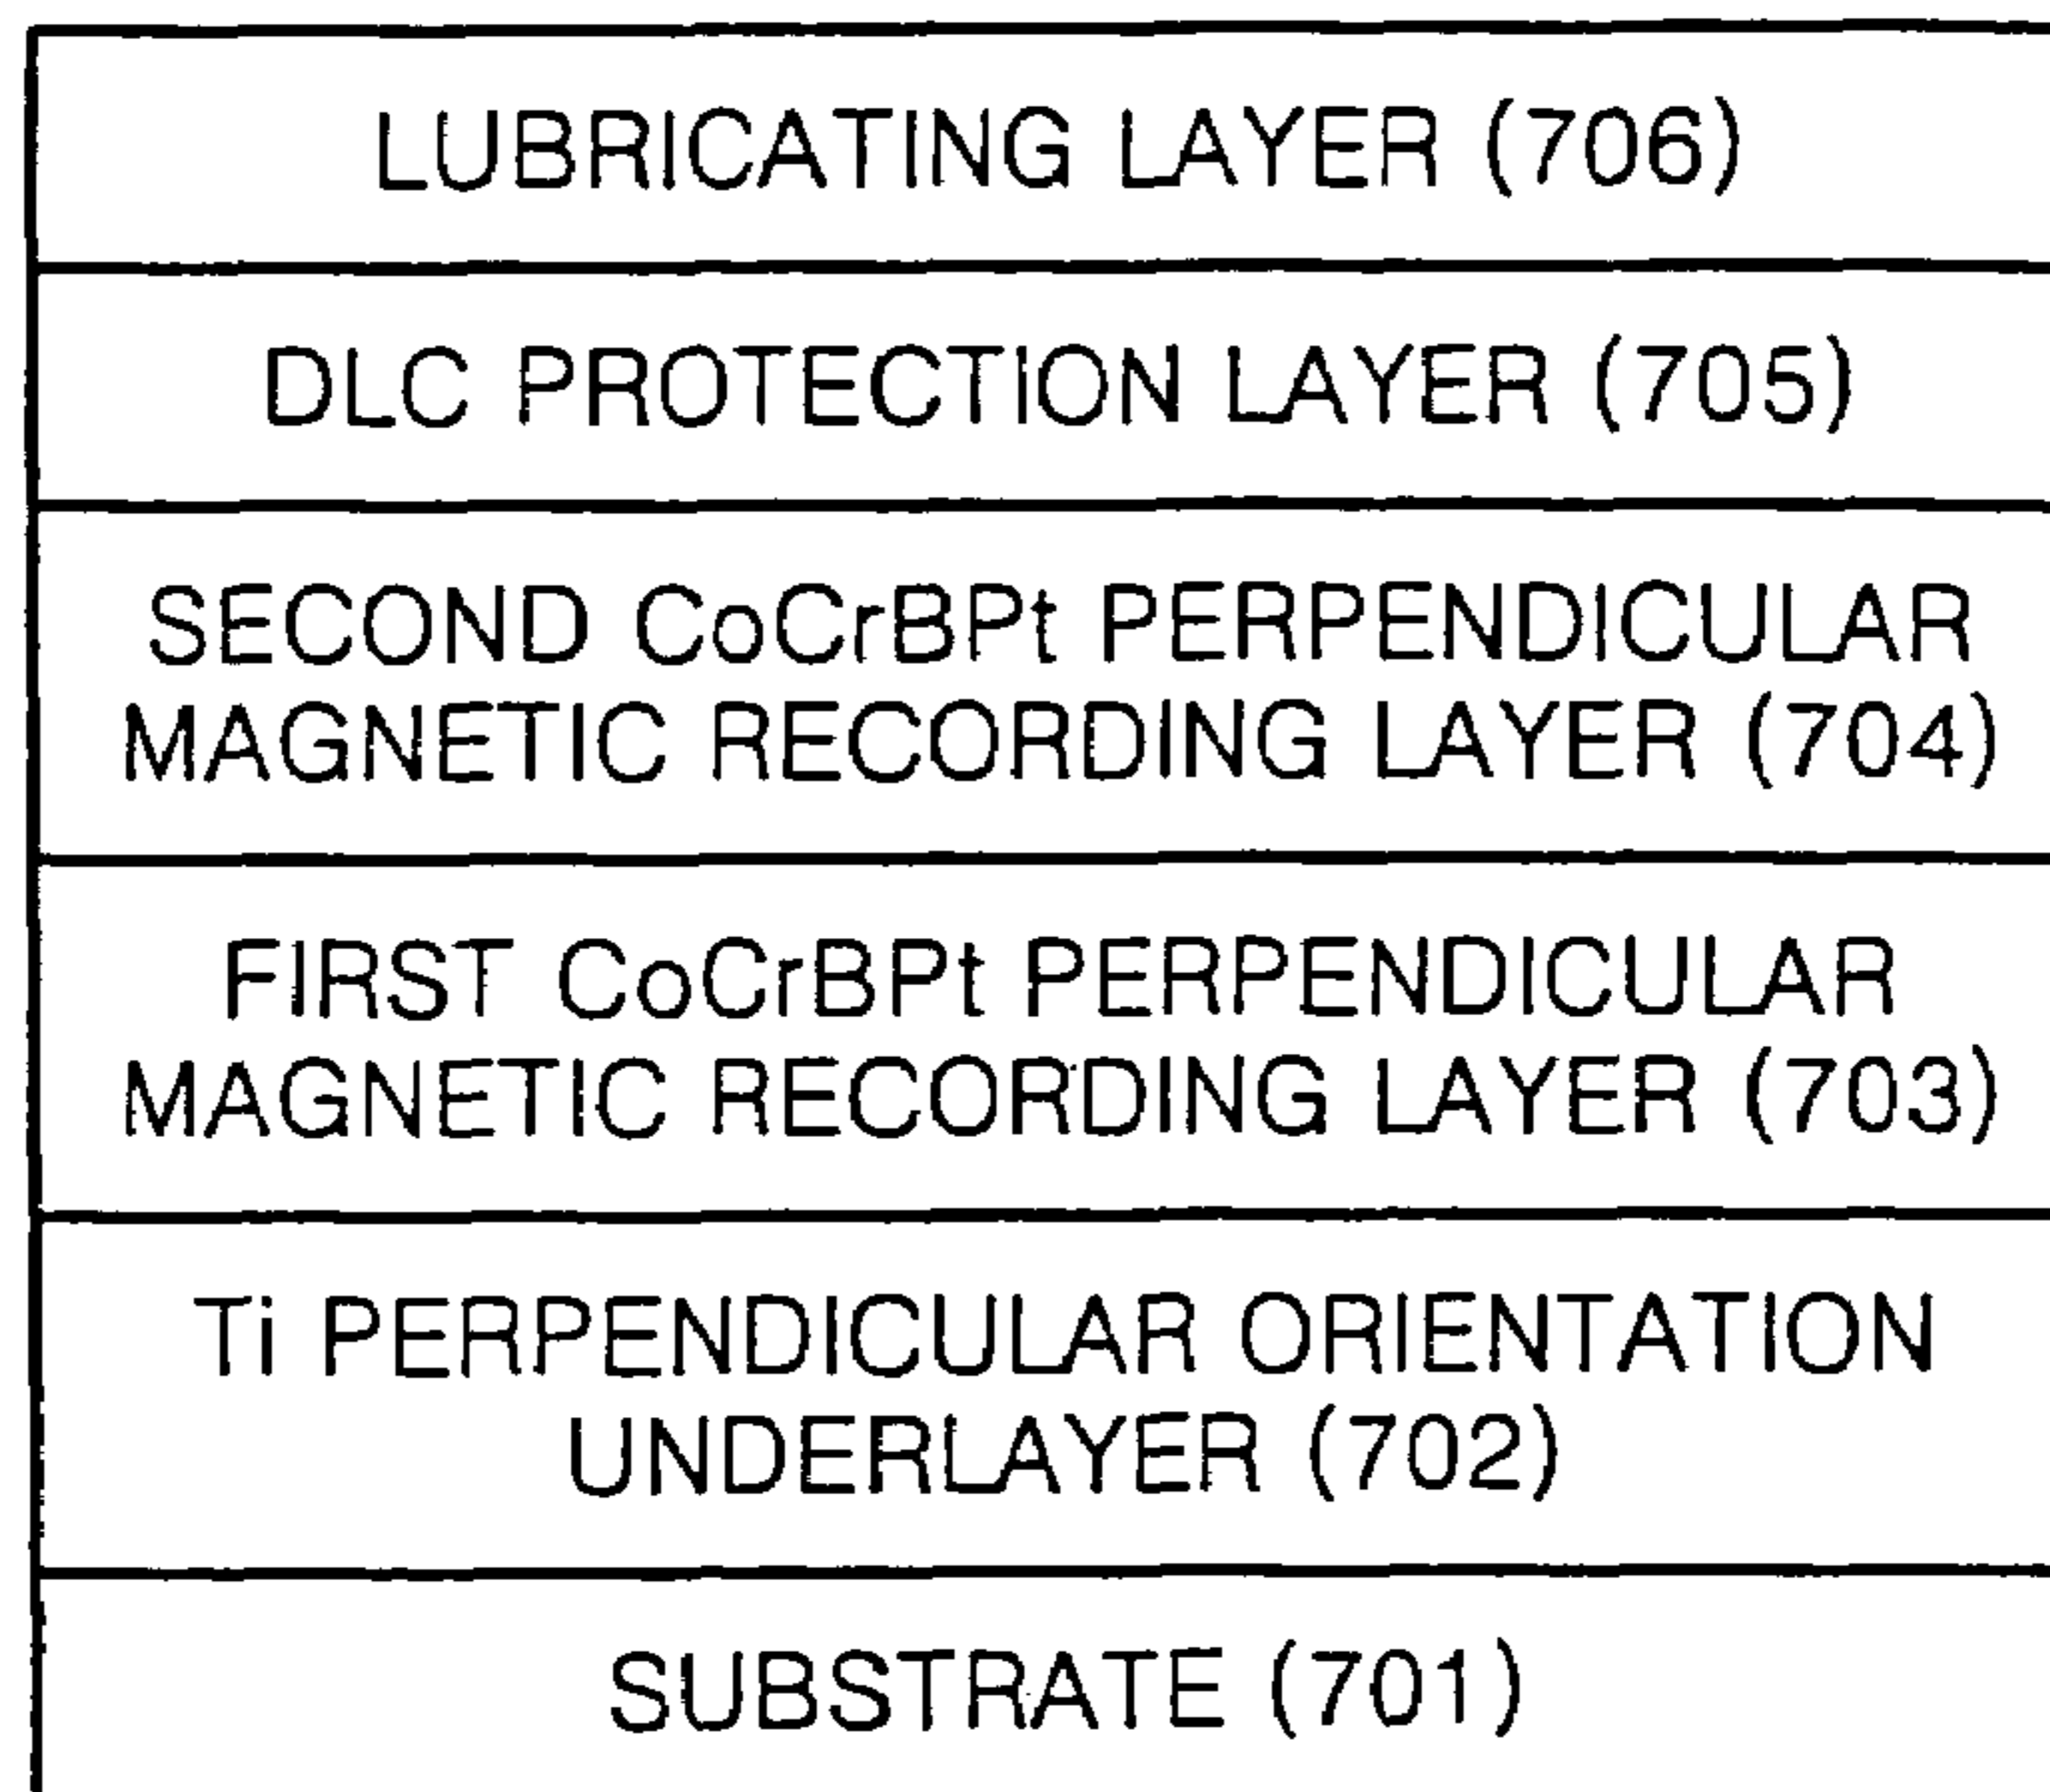 LUBRICATING LAYER (706)
DLC PROTECTION LAYER (705)
SECOND CoCrBPt PERPENDICULAR
MAGNETIC RECORDING LAYER (704)
FIRST CoCrBPt PERPENDICULAR
MAGNETIC RECORDING LAYER (703)
Ti PERPENDICULAR ORIENTATION
UNDERLAYER (702)
SUBSTRATE (701)